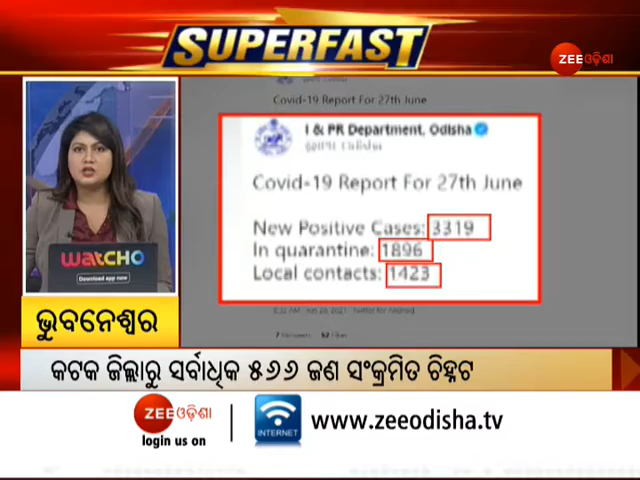 SUPERFAST
ZEE ଓଡ଼ିଶା
Covid-19 Report For 27th June
I & PR Department, Odisha
Covid-19 Report For 27th June
New Positive Cases: 3319
In quarantine: 1896
Local contacts: 1423
WATCHO
Download app now
ଭୁବନେଶ୍ୱର
କଟକ ଜିଲ୍ଲାରୁ ସର୍ବାଧିକ ୫୬୬ ଜଣ ସଂକ୍ରମିତ ଚିହ୍ନଟ
ZEE ଓଡ଼ିଶା
login us on
INTERNET
www.zeeodisha.tv